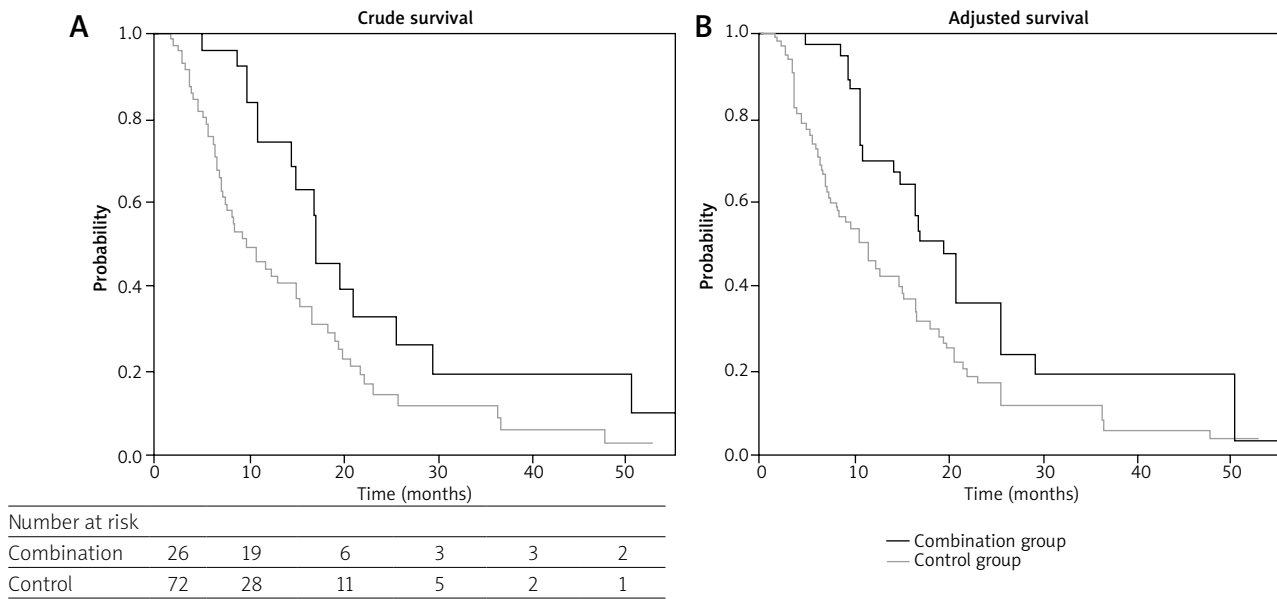 A
Crude survival
Probability
1.0
0.8
0.6
0.4
0.2
0.0
0 10 20 30 40 50
Time (months)
Number at risk
Combination 26 19 6 3 3 2
Control 72 28 11 5 2 1
B
Adjusted survival
Probability
1.0
0.8
0.6
0.4
0.2
0.0
0 10 20 30 40 50
Time (months)
Combination group
Control group